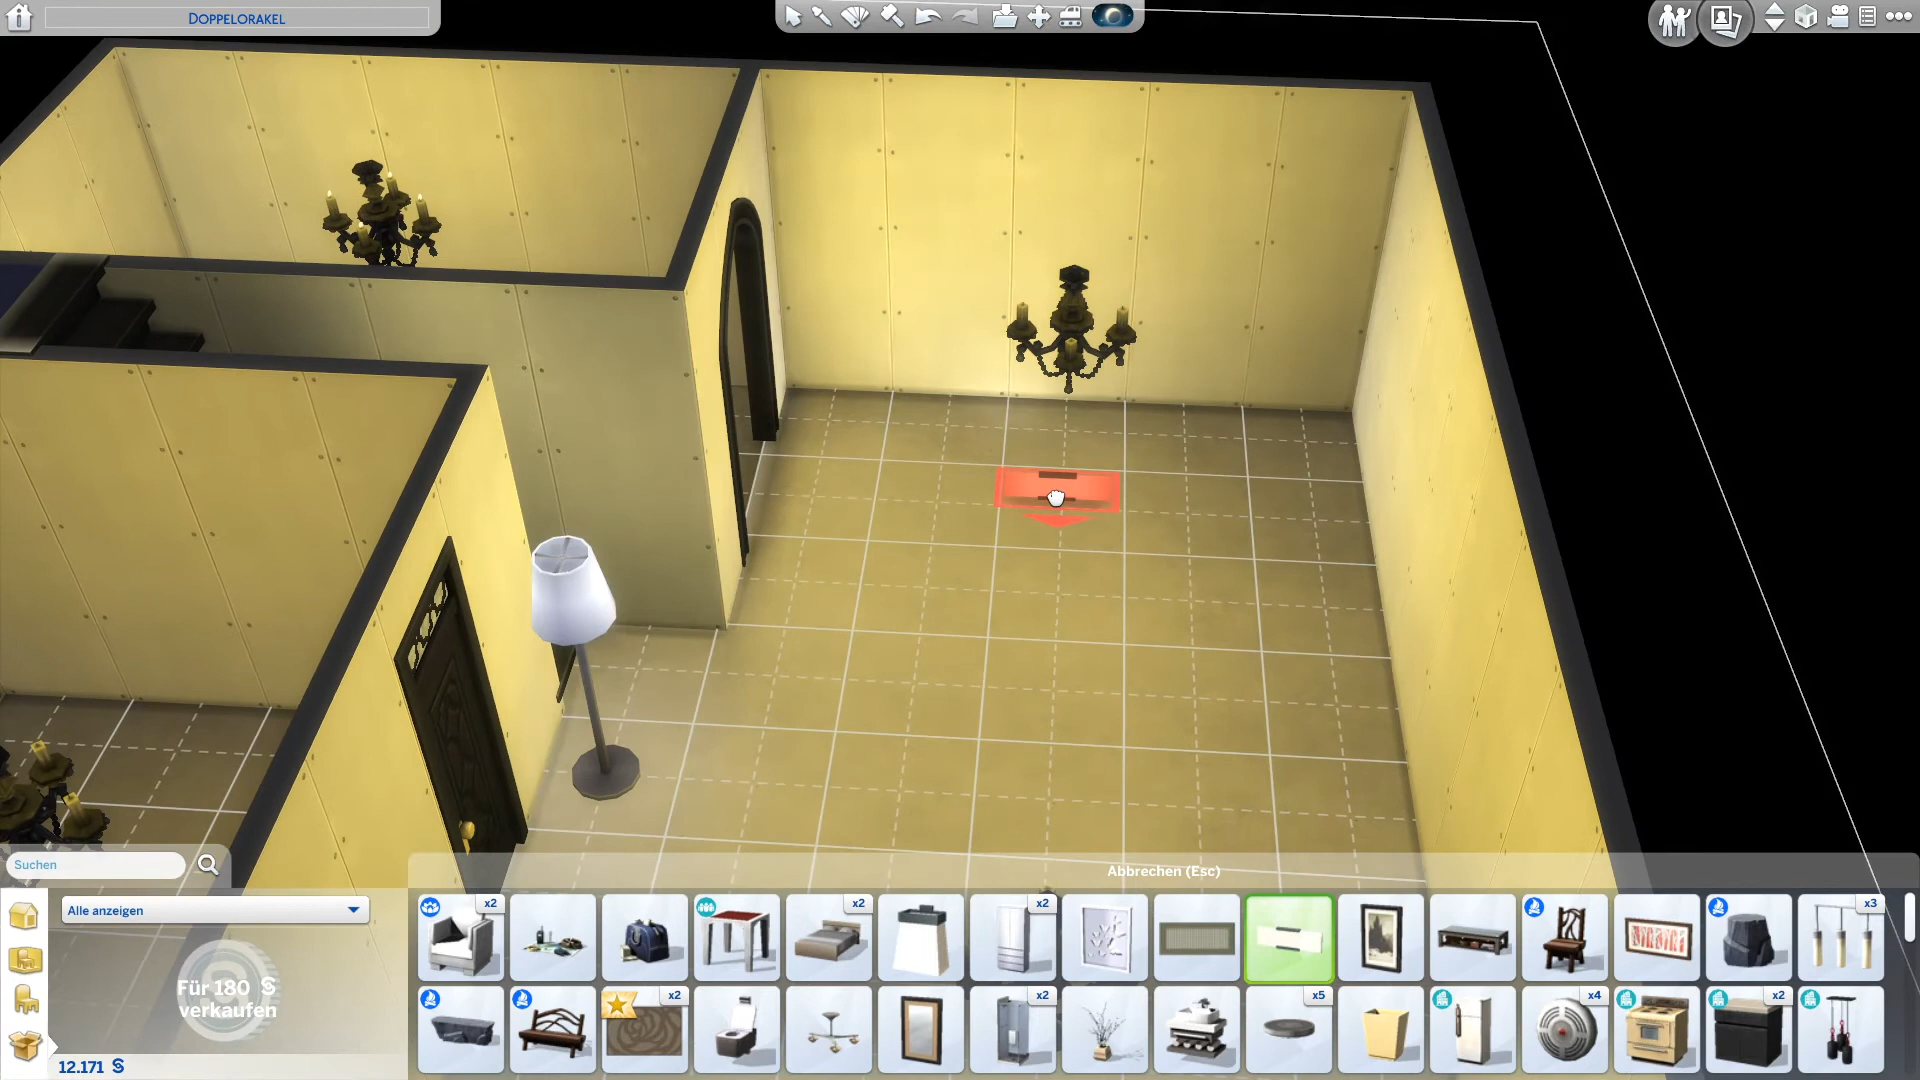 DOPPELORAKEL
Abbrechen (Esc)
Suchen
Alle anzeigen
Für 180 §
verkaufen
12.171 §
x2
x2
x2
x3
x2
x2
x5
x4
x2